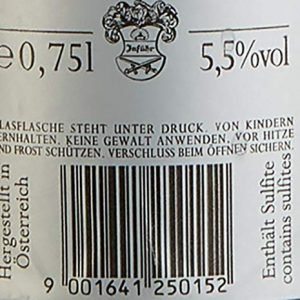 e 0,75l
Inführ
5,5%vol
LASFLASCHE STEHT UNTER DRUCK. VON KINDERN
ERNHALTEN. KEINE GEWALT ANWENDEN. VOR HITZE
ND FROST SCHÜTZEN. VERSCHLUSS BEIM ÖFFNEN SICHERN.
Hergestellt in
Österreich
9 001641 250152
Enthält Sulfite
contains sulfites